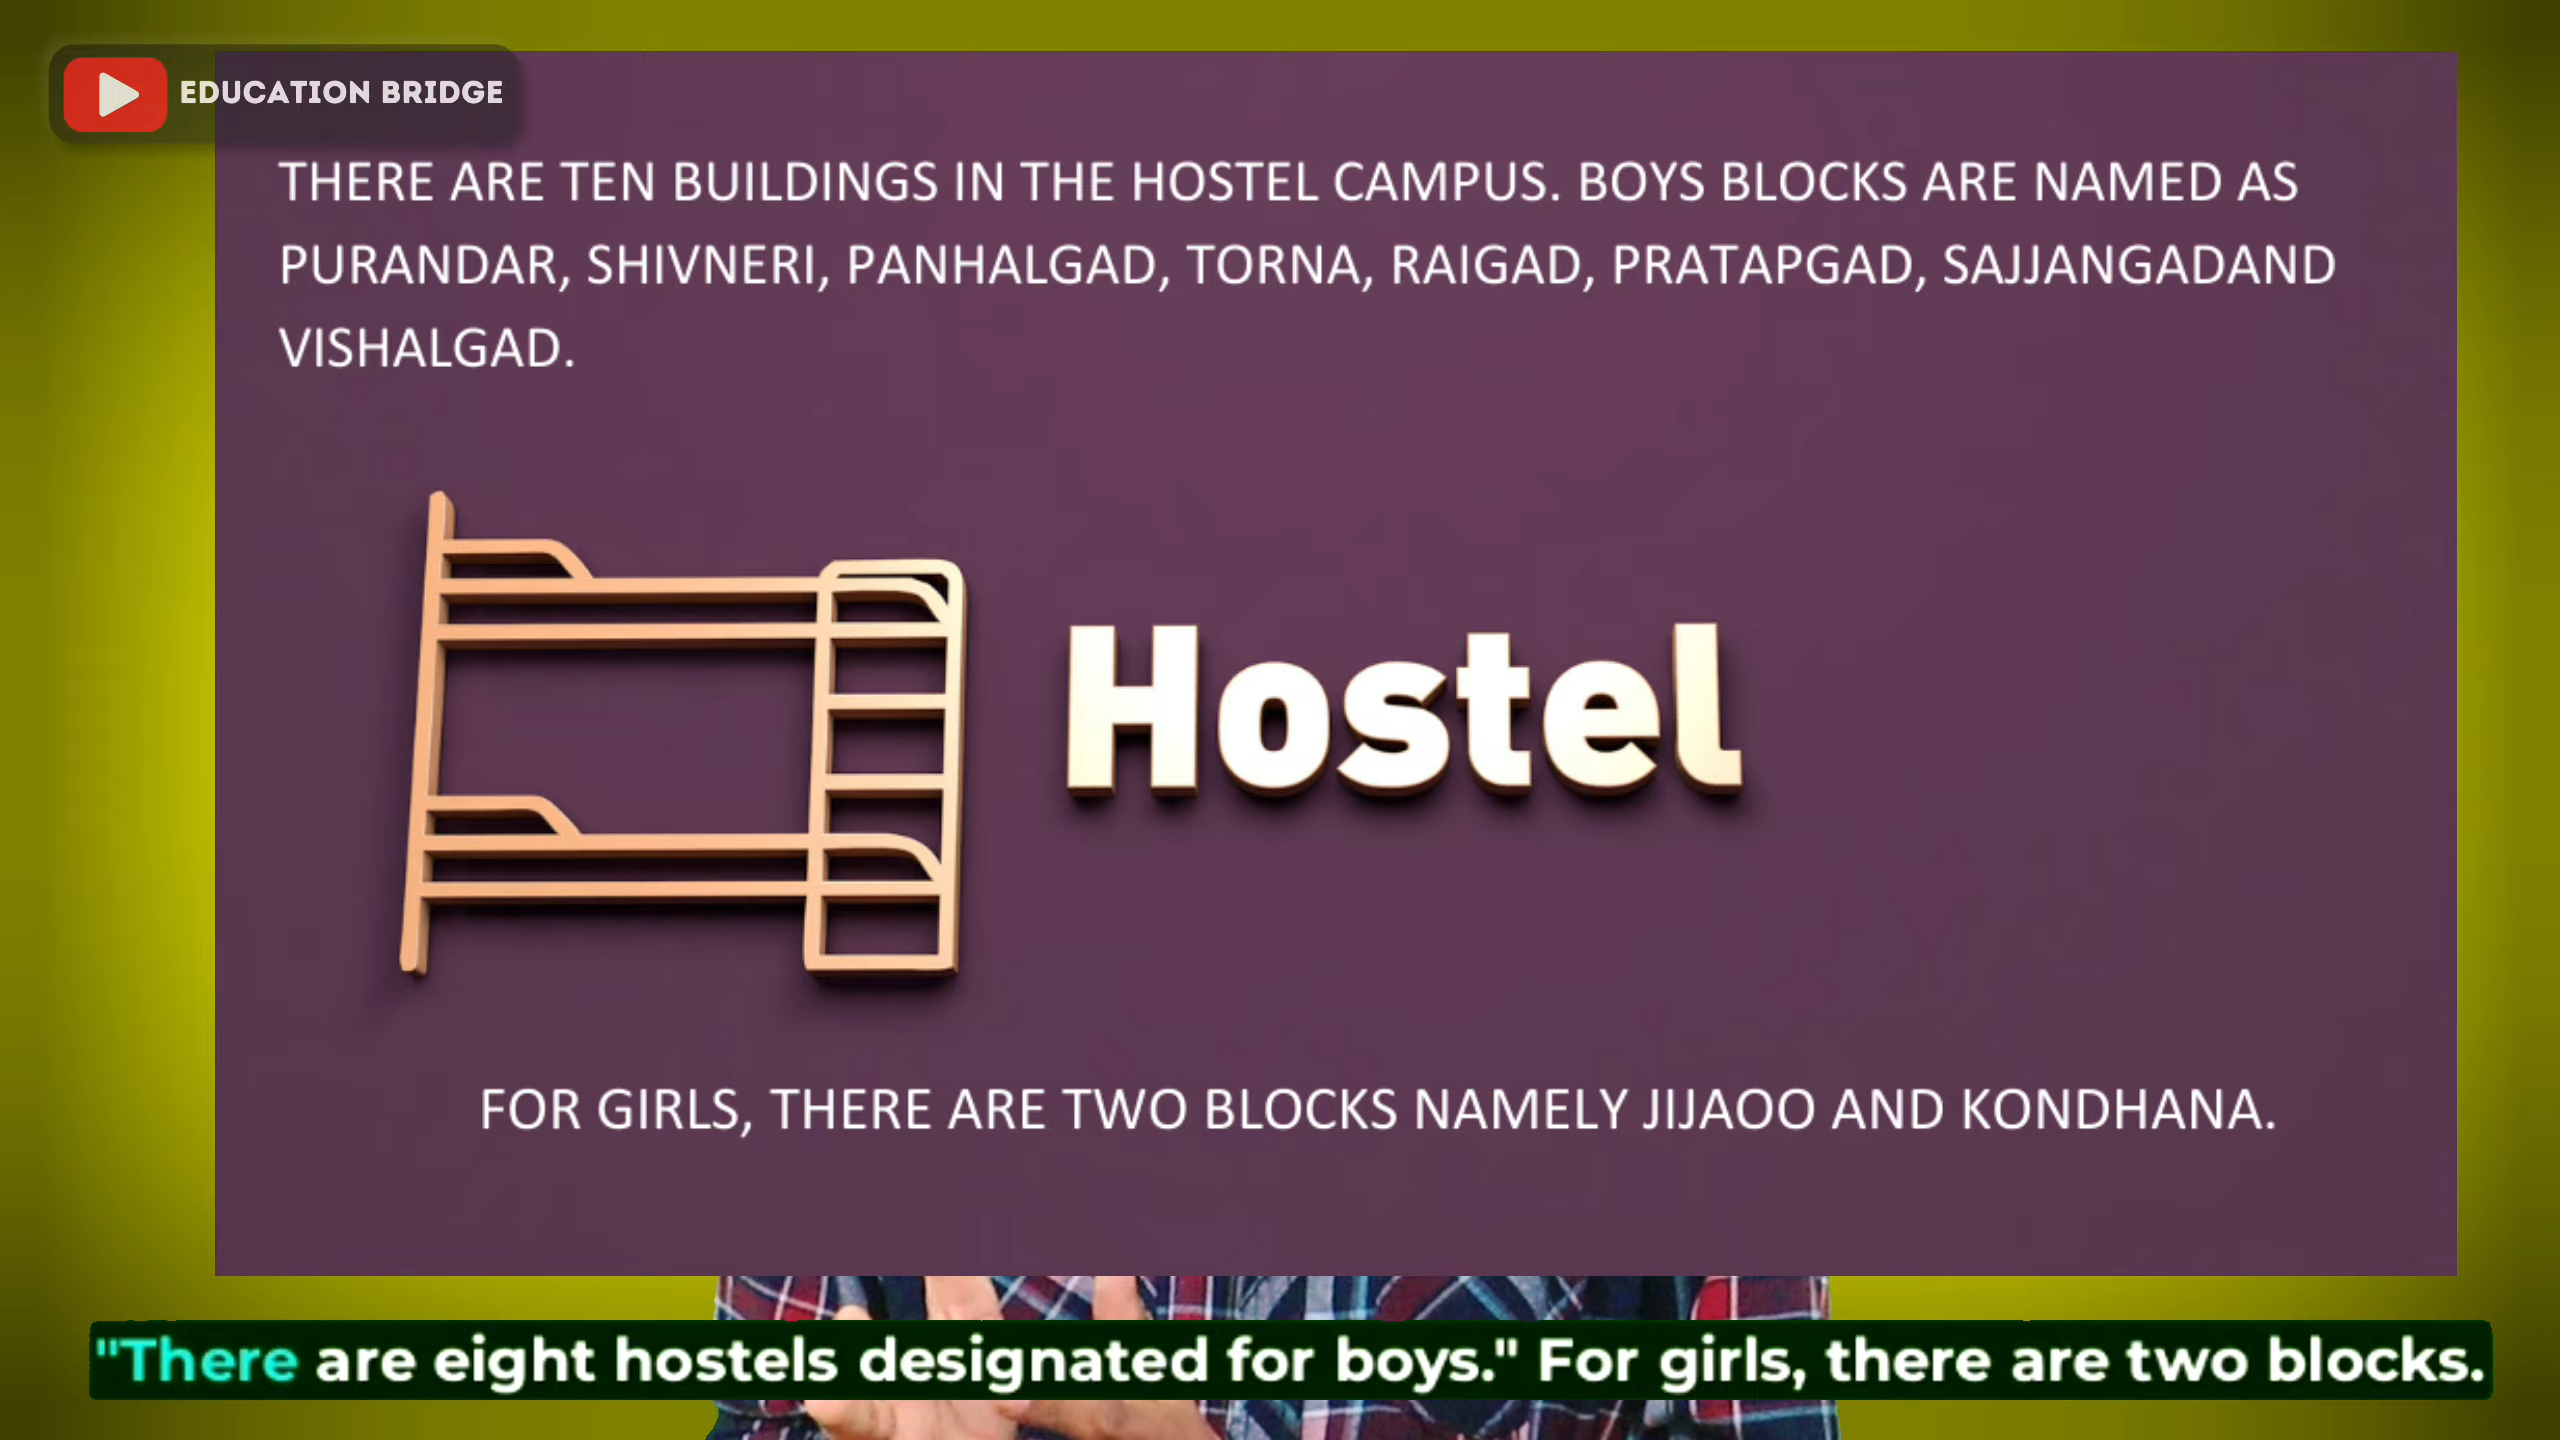 EDUCATION BRIDGE
THERE ARE TEN BUILDINGS IN THE HOSTEL CAMPUS. BOYS BLOCKS ARE NAMED AS
PURANDAR, SHIVNERI, PANHALGAD, TORNA, RAIGAD, PRATAPGAD, SAJJANGADAND
VISHALGAD.
Hostel
FOR GIRLS, THERE ARE TWO BLOCKS NAMELY JIJAOO AND KONDHANA.
"There are eight hostels designated for boys." For girls, there are two blocks.